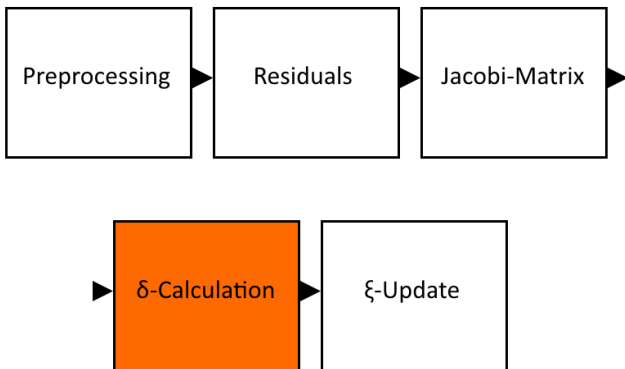 Preprocessing
Residuals
Jacobi-Matrix
δ-Calculation
ξ-Update